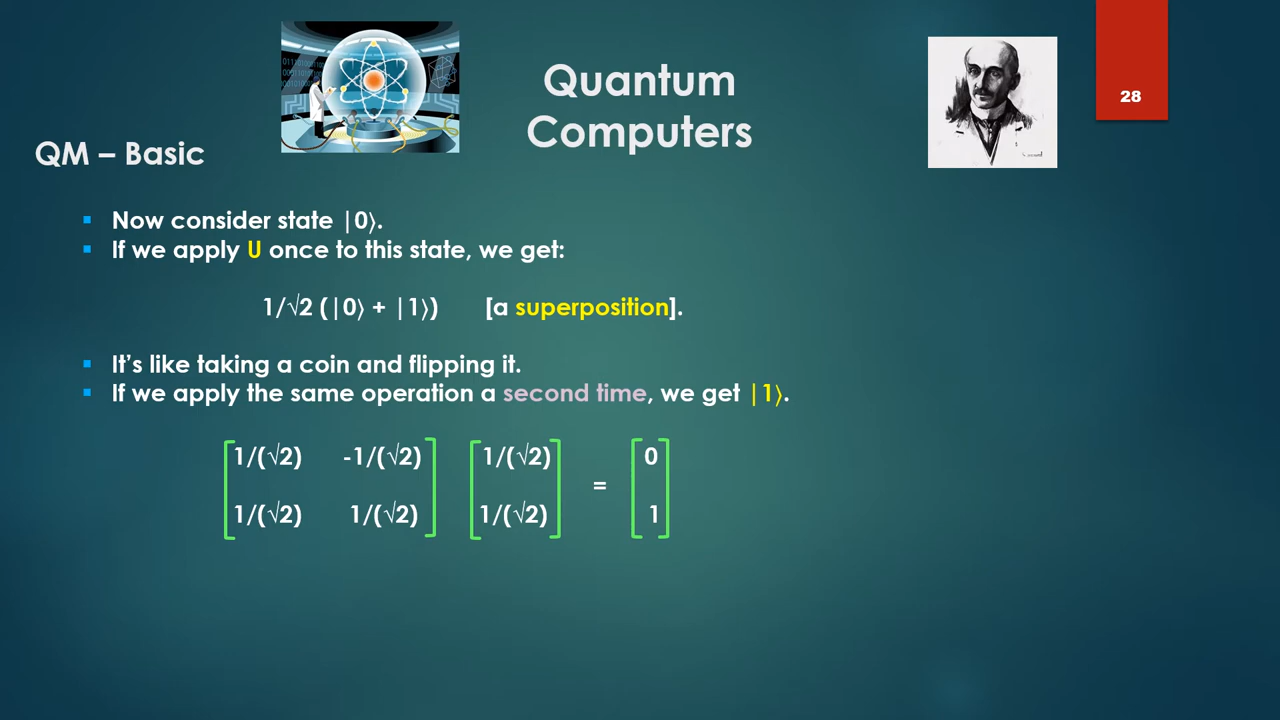 Quantum
Computers
28
QM – Basic
▪ Now consider state |0⟩.
▪ If we apply U once to this state, we get:
1/√2 (|0⟩ + |1⟩) [a superposition].
▪ It’s like taking a coin and flipping it.
▪ If we apply the same operation a second time, we get |1⟩.
1/(√2) -1/(√2) 1/(√2) 0
=
1/(√2) 1/(√2) 1/(√2) 1